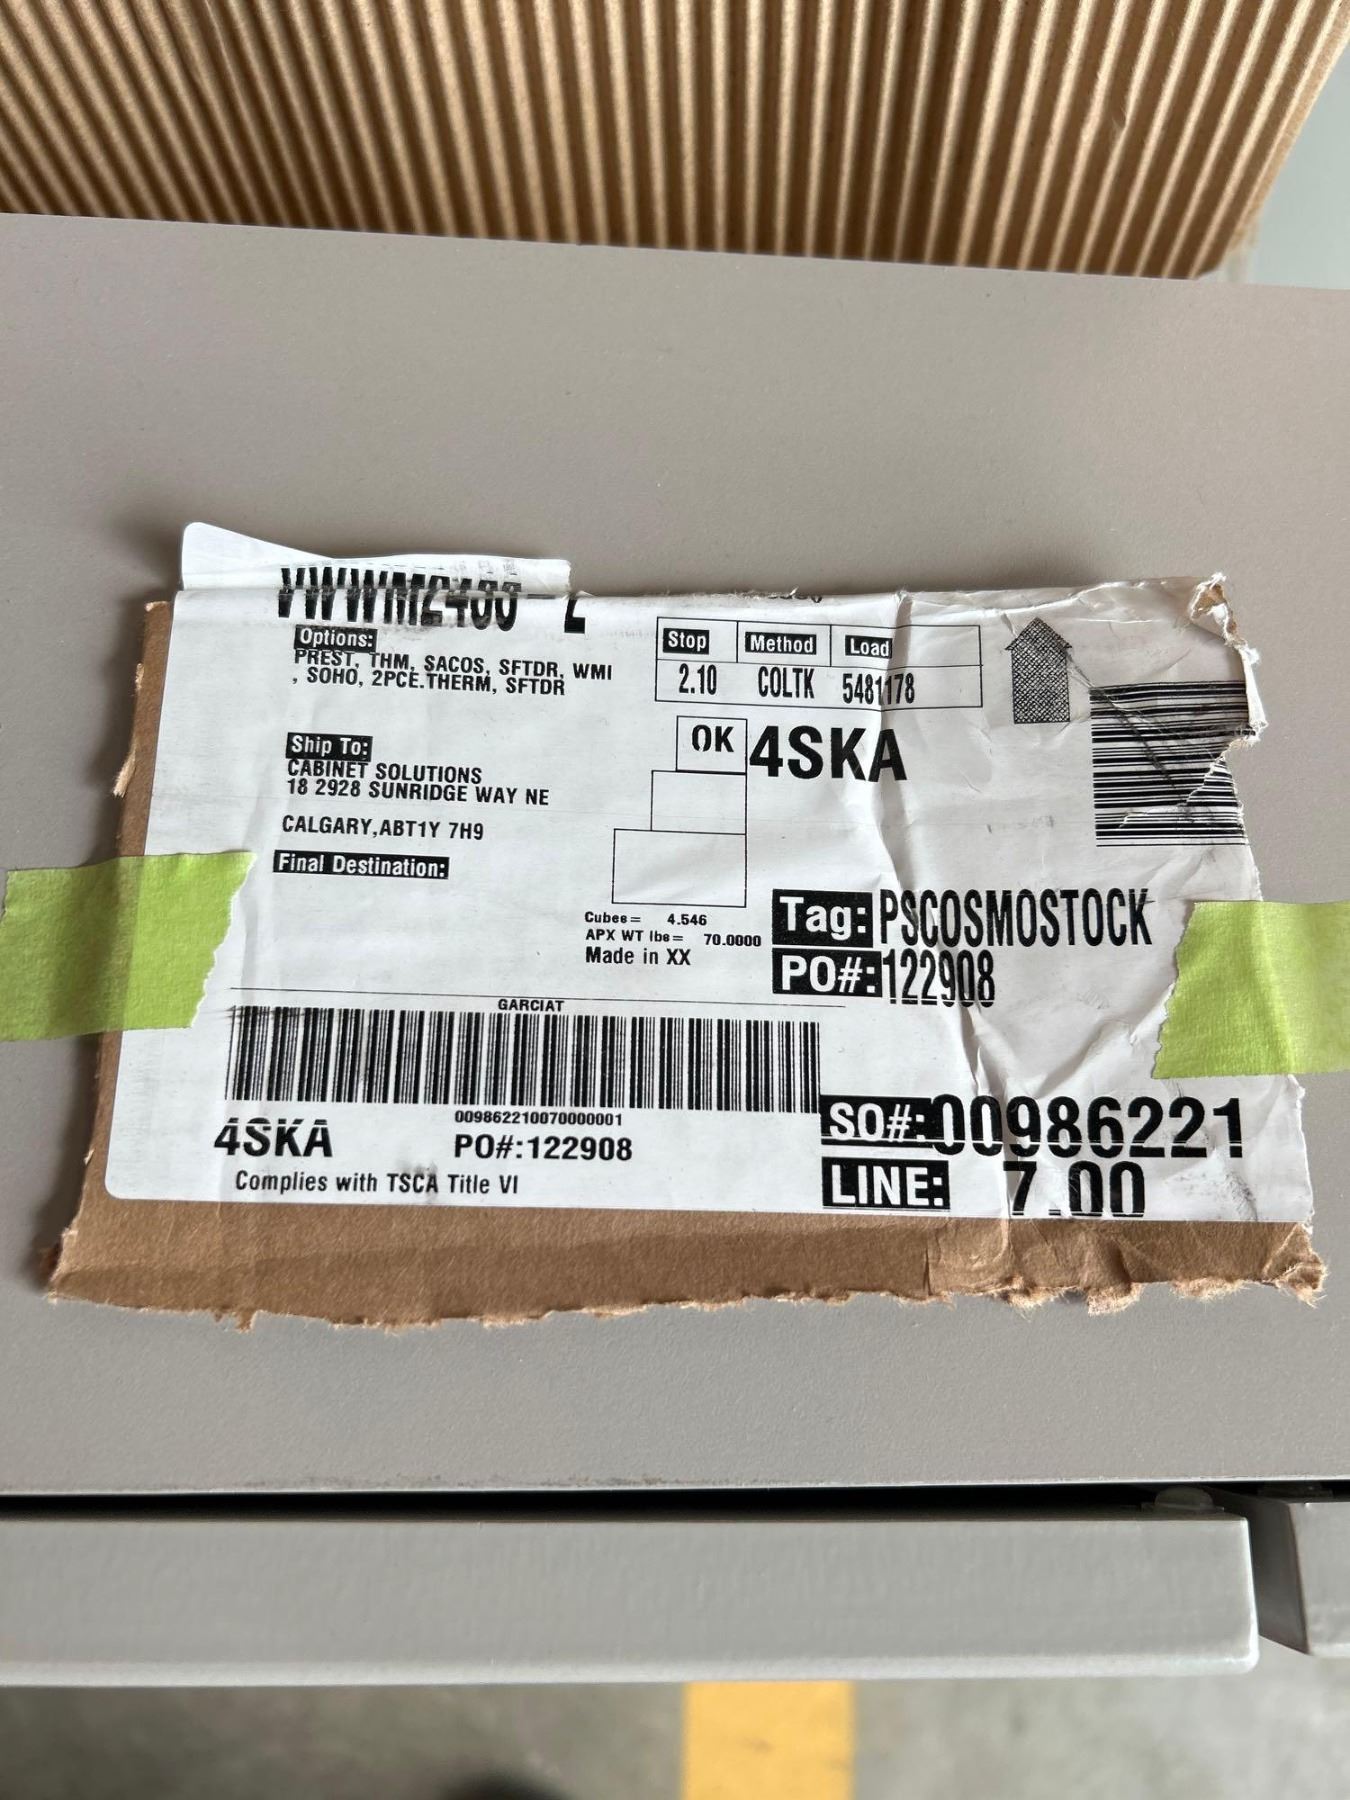 Options:
PREST, THM, SACOS, SFTDR, WMI
, SOHO, 2PCE.THERM, SFTDR
Stop Method Load
2.10 COLTK 5481178
OK 4SKA
Ship To:
CABINET SOLUTIONS
18 2928 SUNRIDGE WAY NE
CALGARY,ABT1Y 7H9
Final Destination:
Cubes= 4.546
APX WT lbs= 70.0000
Made in XX
Tag: PSCOSMOSTOCK
PO#:122908
GARCIAT
009862210070000001
4SKA PO#:122908
Complies with TSCA Title VI
SO#:00986221
LINE: 7.00